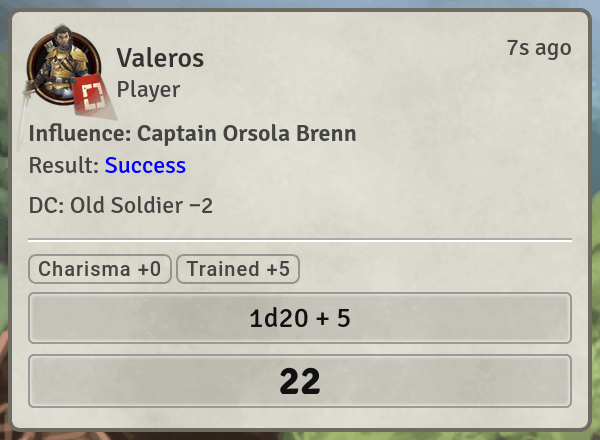 Valeros
7s ago
Player
Influence: Captain Orsola Brenn
Result: Success
DC: Old Soldier −2
Charisma +0 Trained +5
1d20 + 5
22